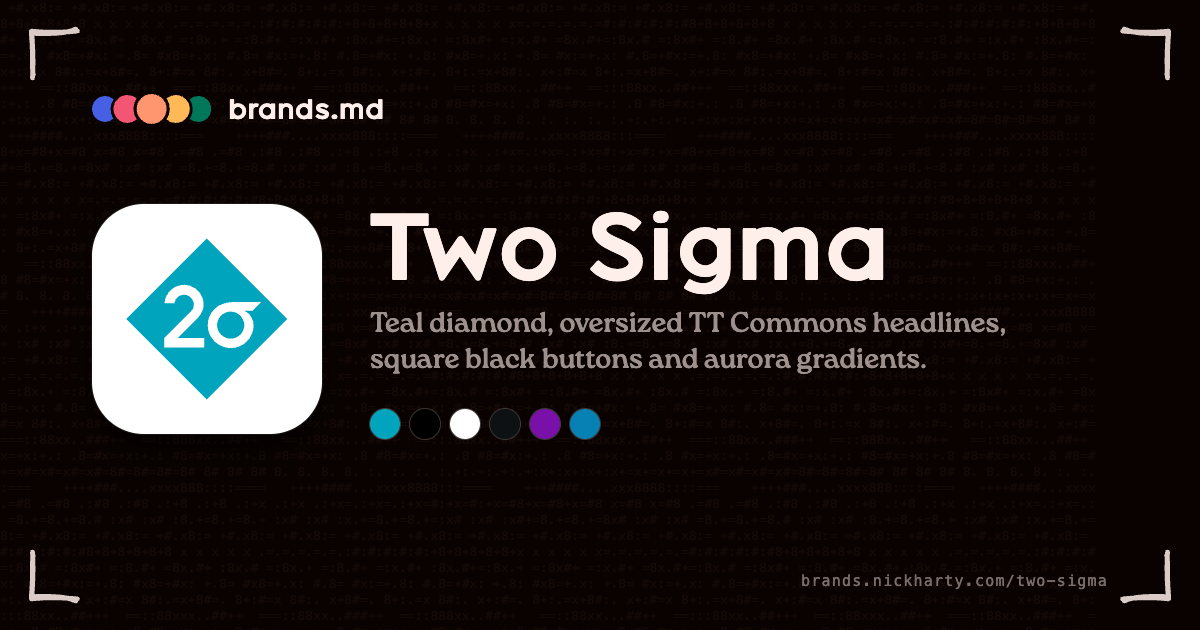 brands.md
2σ
Two Sigma
Teal diamond, oversized TT Commons headlines,
square black buttons and aurora gradients.
brands.nickharty.com/two-sigma